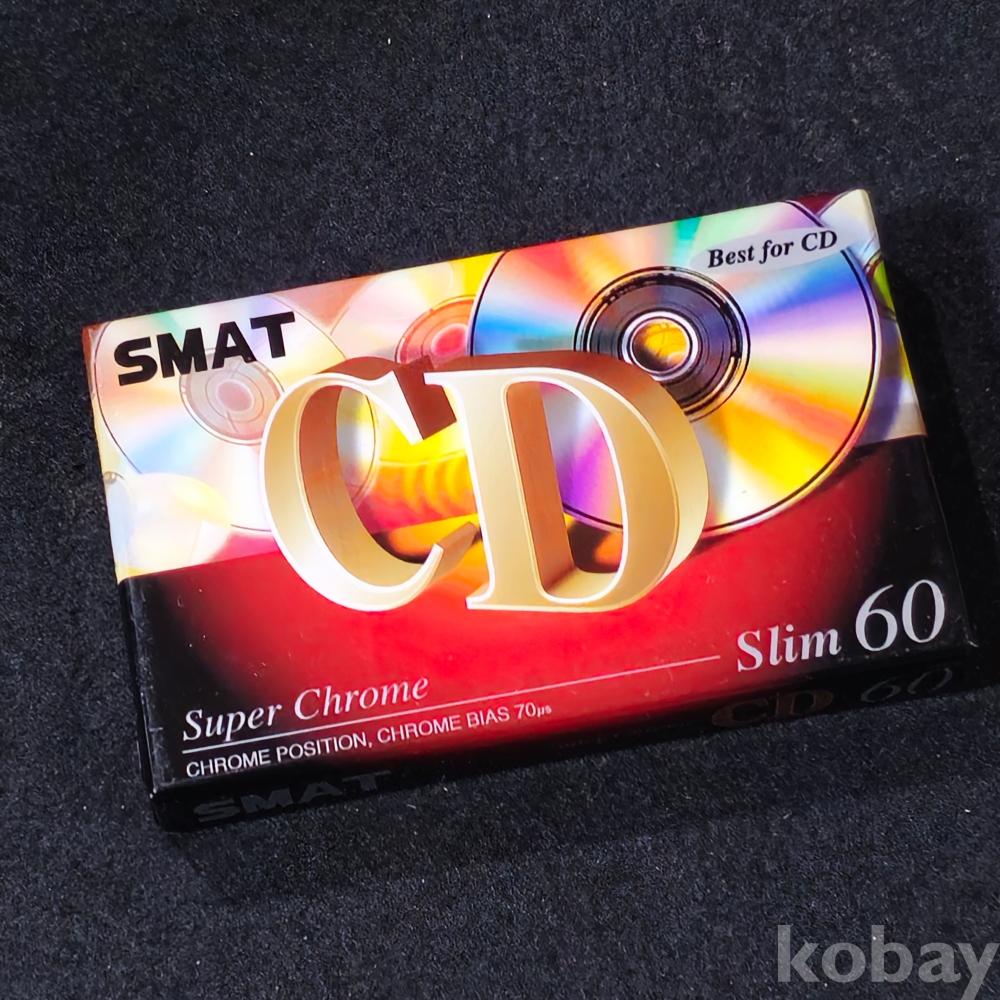 Best for CD
SMAT
CD
Slim 60
Super Chrome
CHROME POSITION, CHROME BIAS 70μs
CD 60
SMAT
kobay